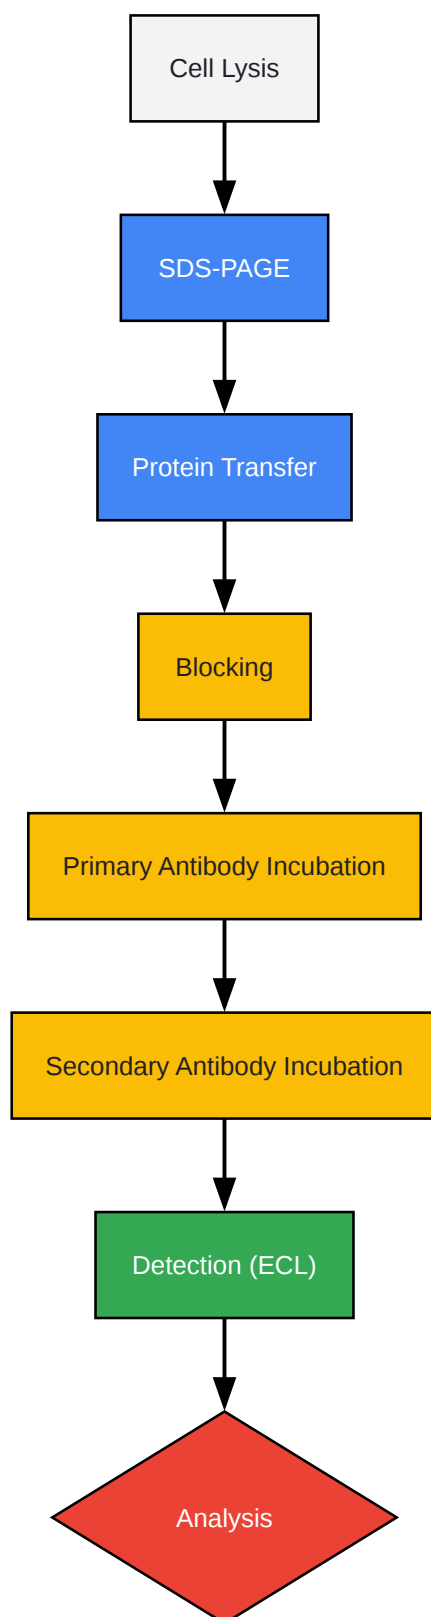 Cell Lysis
SDS-PAGE
Protein Transfer
Blocking
Primary Antibody Incubation
Secondary Antibody Incubation
Detection (ECL)
Analysis